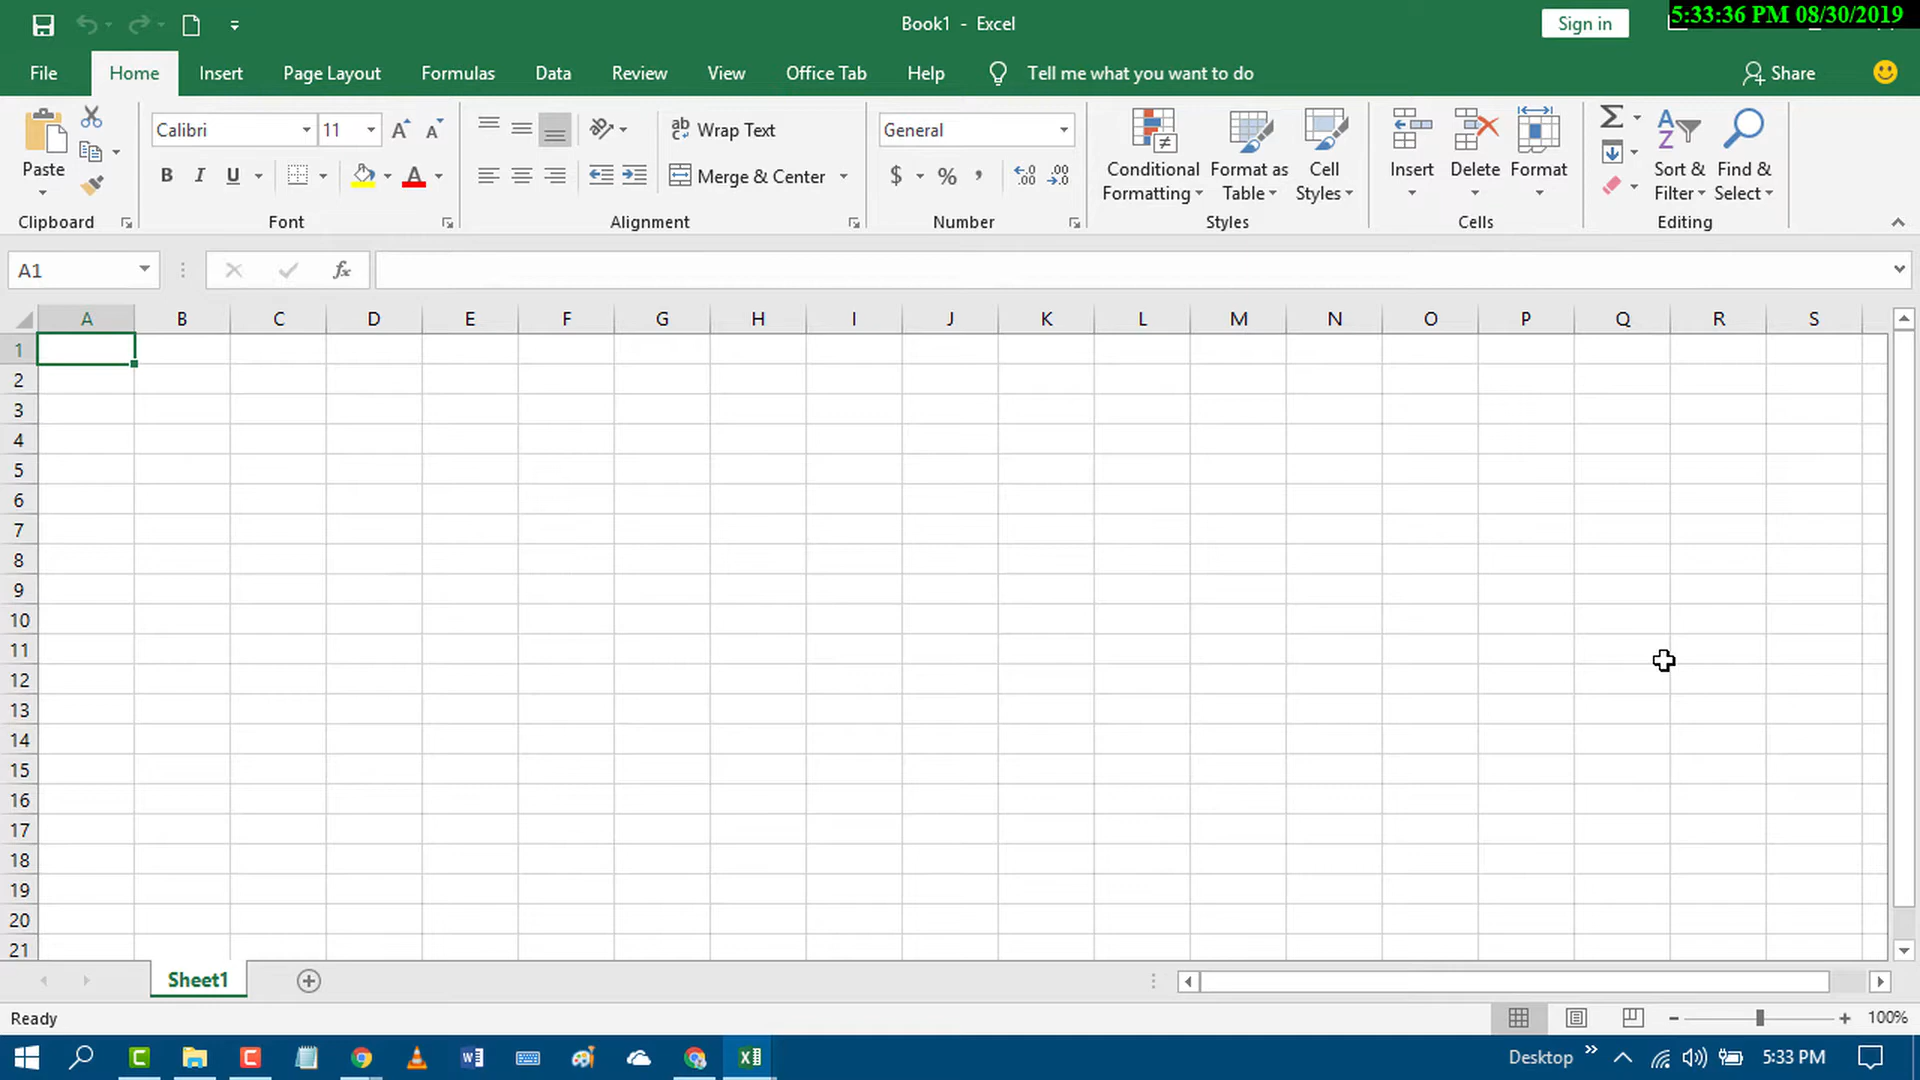 Book1 - Excel
Sign in
5:33:36 PM 08/30/2019
File Home Insert Page Layout Formulas Data Review View Office Tab Help Tell me what you want to do Share
Paste
Clipboard
Calibri 11
B I U A
Font
ab Wrap Text
Merge & Center
Alignment
General
$ % ,
Number
Conditional Formatting
Format as Table
Cell Styles
Styles
Insert Delete Format
Cells
Sort & Filter
Find & Select
Editing
A1 fx
A B C D E F G H I J K L M N O P Q R S
1
2
3
4
5
6
7
8
9
10
11
12
13
14
15
16
17
18
19
20
21
Sheet1
Ready 100%
Desktop 5:33 PM